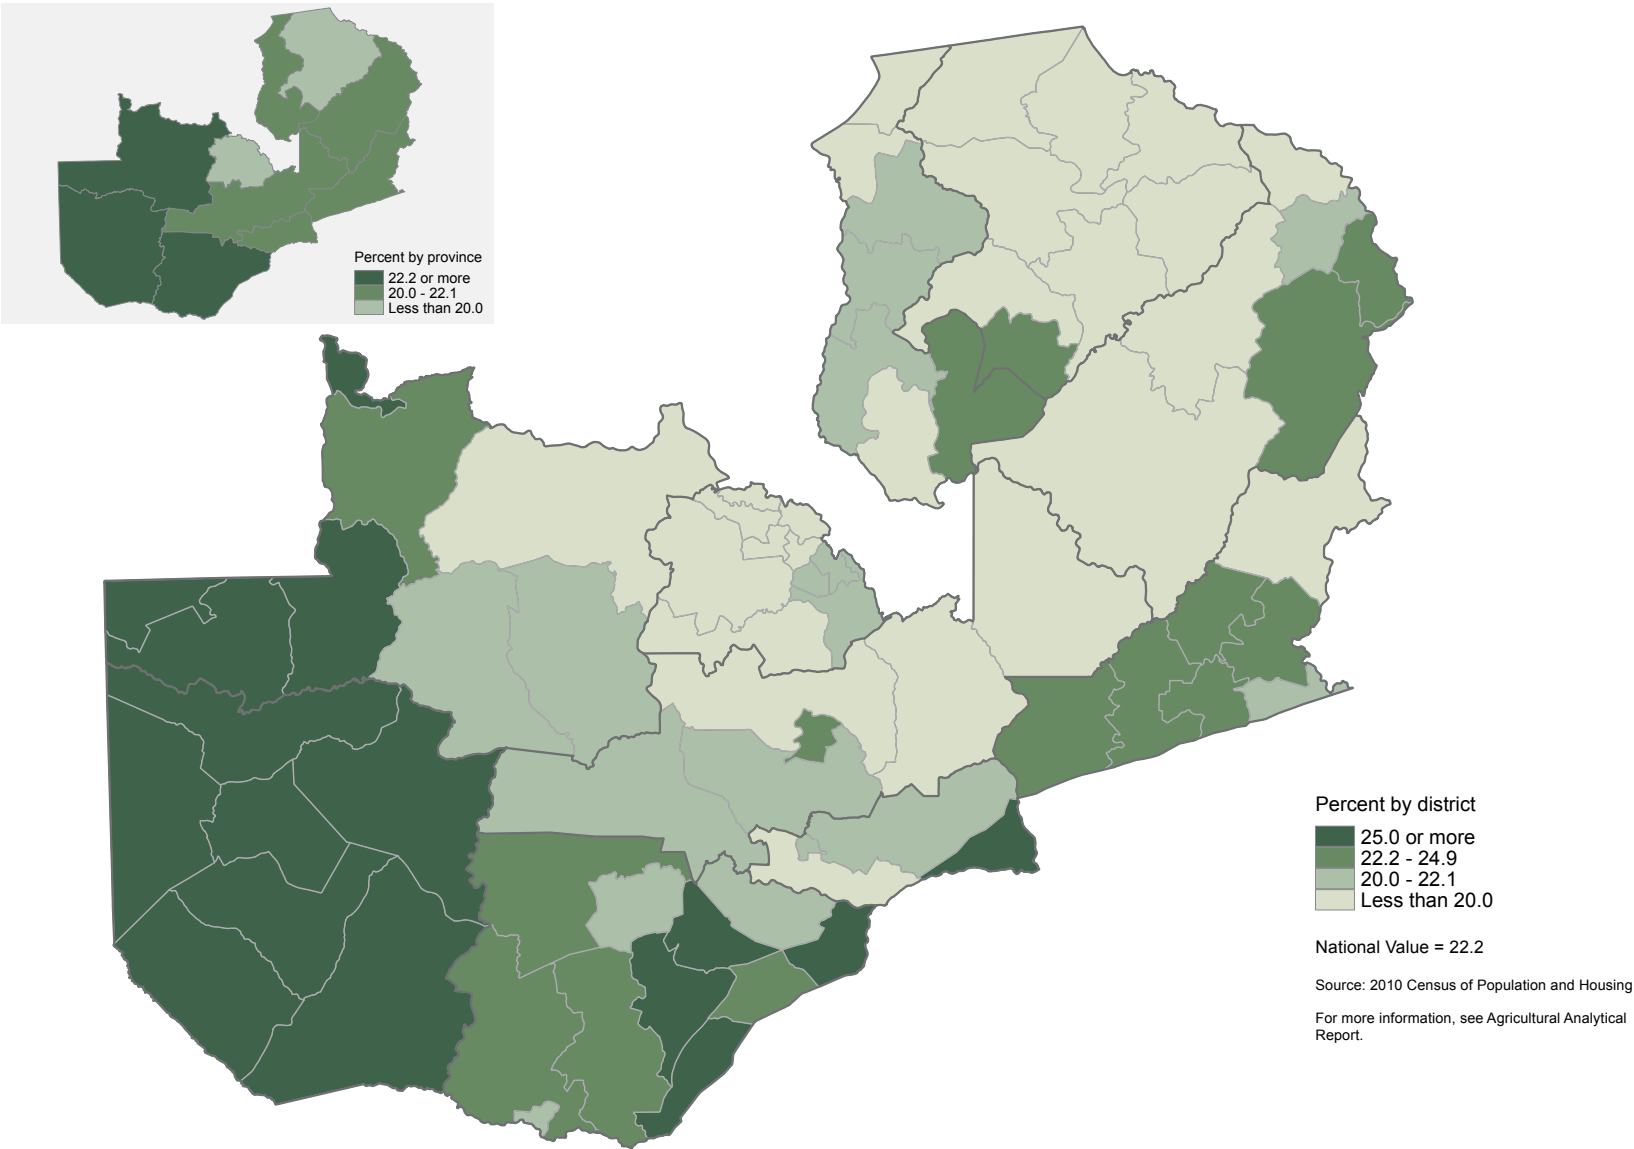 Percent by province
22.2 or more
20.0 - 22.1
Less than 20.0
Percent by district
25.0 or more
22.2 - 24.9
20.0 - 22.1
Less than 20.0
National Value = 22.2
Source: 2010 Census of Population and Housing
For more information, see Agricultural Analytical
Report.